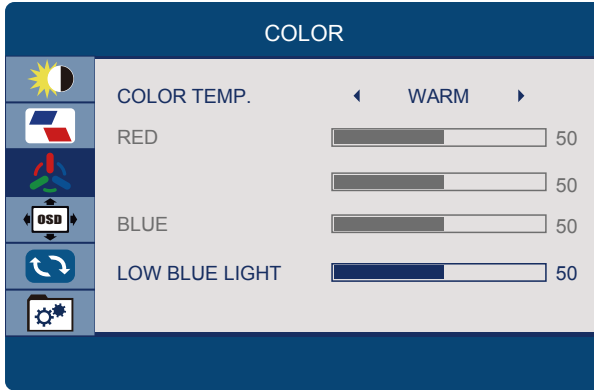 COLOR
COLOR TEMP. WARM
RED 50
50
BLUE 50
OSD
LOW BLUE LIGHT 50